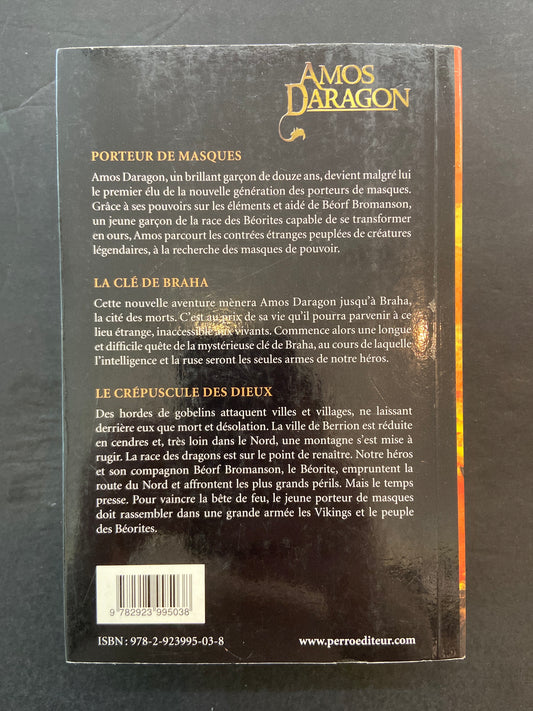 AMOS
DARAGON
PORTEUR DE MASQUES
Amos Daragon, un brillant garçon de douze ans, devient malgré lui
le premier élu de la nouvelle génération des porteurs de masques.
Grâce à ses pouvoirs sur les éléments et aidé de Béorf Bromanson,
un jeune garçon de la race des Béorites capable de se transformer
en ours, Amos parcourt les contrées étranges peuplées de créatures
légendaires, à la recherche des masques de pouvoir.
LA CLÉ DE BRAHA
Cette nouvelle aventure mènera Amos Daragon jusqu'à Braha,
la cité des morts. C'est au prix de sa vie qu'il pourra parvenir à ce
lieu étrange, inaccessible aux vivants. Commence alors une longue
et difficile quête de la mystérieuse clé de Braha, au cours de laquelle
l'intelligence et la ruse seront les seules armes de notre héros.
LE CRÉPUSCULE DES DIEUX
Des hordes de gobelins attaquent villes et villages, ne laissant
derrière eux que mort et désolation. La ville de Berrion est réduite
en cendres et, très loin dans le Nord, une montagne s'est mise à
rugir. La race des dragons est sur le point de renaître. Notre héros
et son compagnon Béorf Bromanson, le Béorite, empruntent la
route du Nord et affrontent les plus grands périls. Mais le temps
presse. Pour vaincre la bête de feu, le jeune porteur de masques
doit rassembler dans une grande armée les Vikings et le peuple
des Béorites.
9 782923 995038
ISBN : 978-2-923995-03-8
www.perroediteur.com